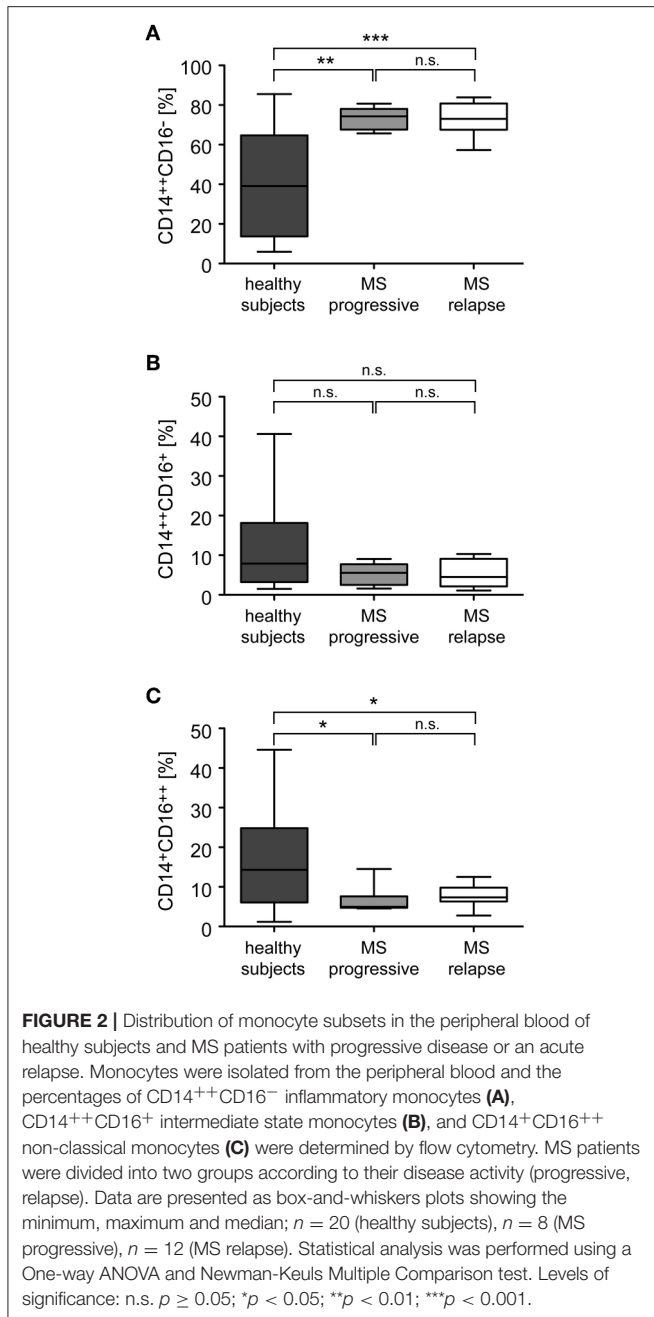 A
***
** n.s.
CD14++CD16- [%]
100
80
60
40
20
0
healthy subjects
MS progressive
MS relapse
B
n.s.
n.s. n.s.
CD14++CD16+ [%]
50
40
30
20
10
0
healthy subjects
MS progressive
MS relapse
C
*
* n.s.
CD14+CD16++ [%]
50
40
30
20
10
0
healthy subjects
MS progressive
MS relapse
FIGURE 2 | Distribution of monocyte subsets in the peripheral blood of
healthy subjects and MS patients with progressive disease or an acute
relapse. Monocytes were isolated from the peripheral blood and the
percentages of CD14++CD16− inflammatory monocytes (A),
CD14++CD16+ intermediate state monocytes (B), and CD14+CD16++
non-classical monocytes (C) were determined by flow cytometry. MS patients
were divided into two groups according to their disease activity (progressive,
relapse). Data are presented as box-and-whiskers plots showing the
minimum, maximum and median; n = 20 (healthy subjects), n = 8 (MS
progressive), n = 12 (MS relapse). Statistical analysis was performed using a
One-way ANOVA and Newman-Keuls Multiple Comparison test. Levels of
significance: n.s. p ≥ 0.05; *p < 0.05; **p < 0.01; ***p < 0.001.